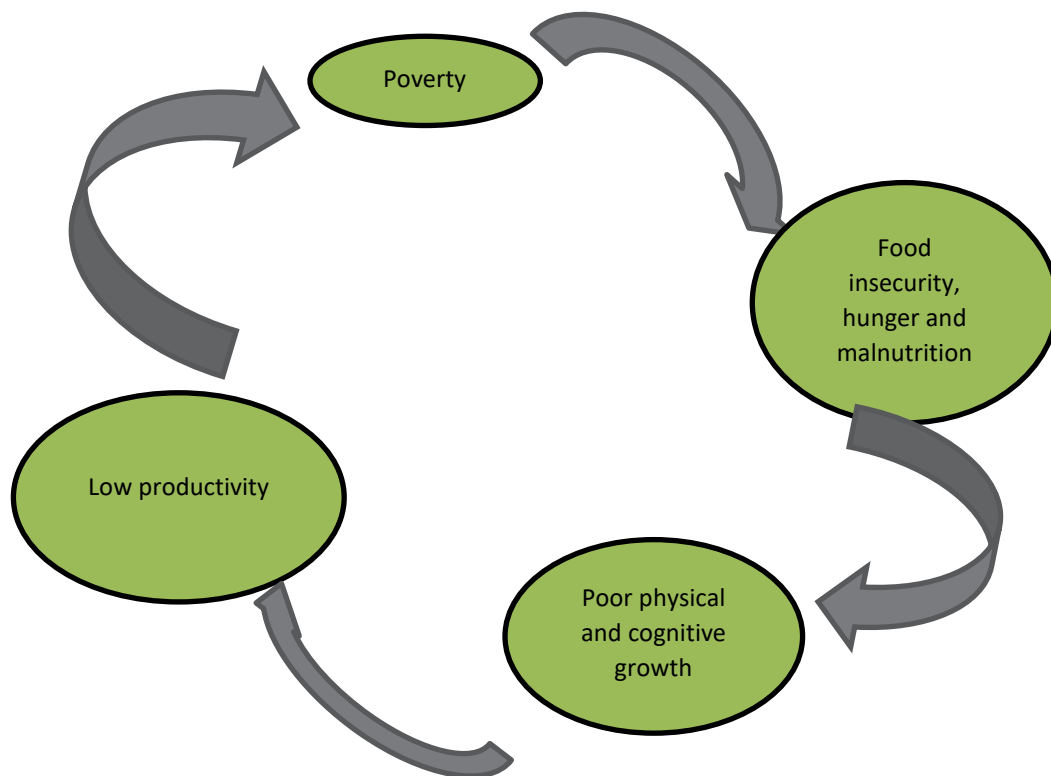 Poverty
Food
insecurity,
hunger and
malnutrition
Poor physical
and cognitive
growth
Low productivity